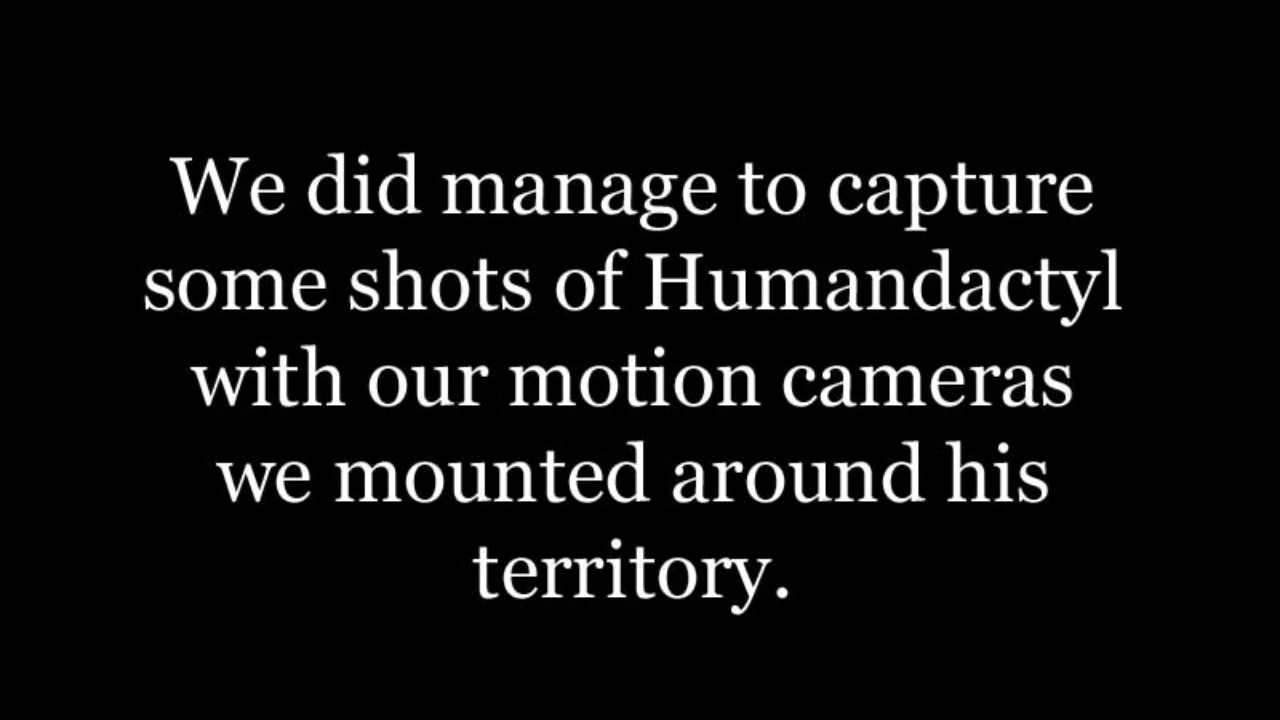 We did manage to capture
some shots of Humandactyl
with our motion cameras
we mounted around his
territory.